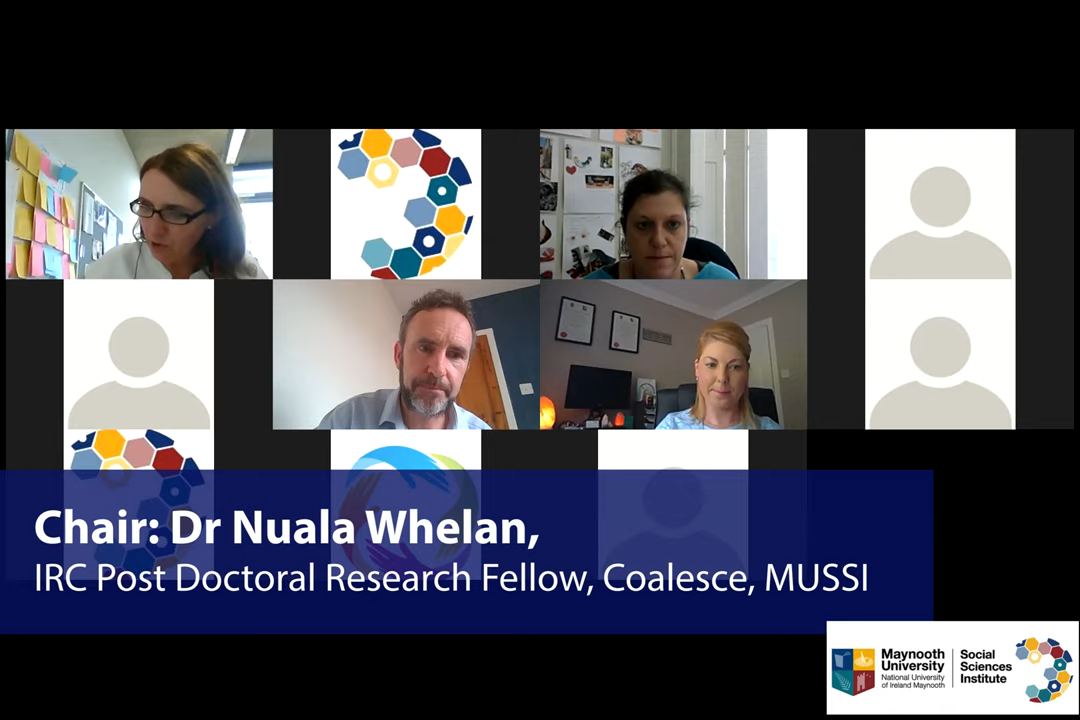 Chair: Dr Nuala Whelan,
IRC Post Doctoral Research Fellow, Coalesce, MUSSI
Maynooth
University
National University
of Ireland Maynooth
Social
Sciences
Institute